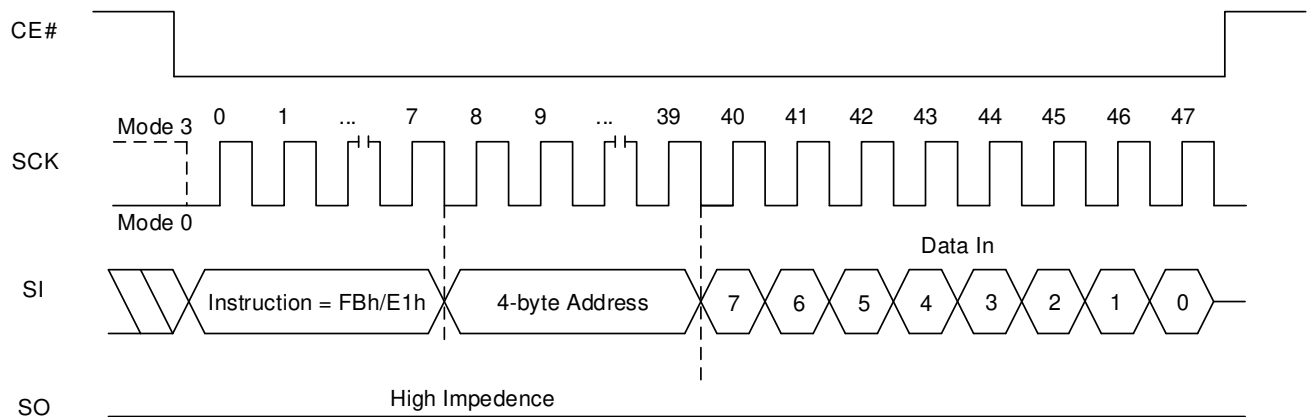 CE#
Mode 3
0 1 ... 7 8 9 ... 39 40 41 42 43 44 45 46 47
SCK
Mode 0
Data In
SI
Instruction = FBh/E1h
4-byte Address
7 6 5 4 3 2 1 0
High Impedence
SO